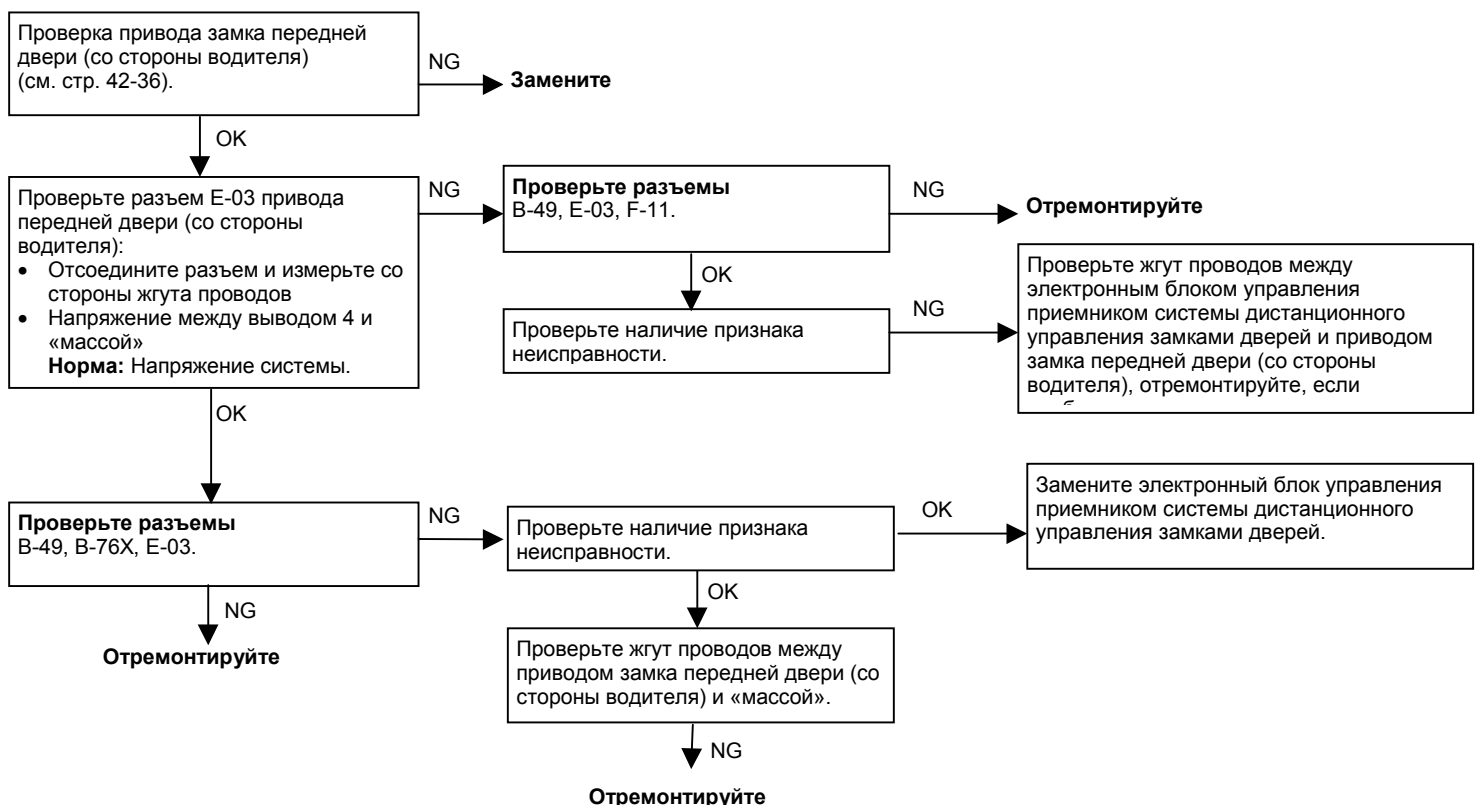 Проверка привода замка передней
двери (со стороны водителя)
(см. стр. 42-36).
NG
Замените
OK
Проверьте разъем E-03 привода
передней двери (со стороны
водителя):
• Отсоедините разъем и измерьте со
стороны жгута проводов
• Напряжение между выводом 4 и
«массой»
Норма: Напряжение системы.
NG
Проверьте разъемы
B-49, E-03, F-11.
NG
Отремонтируйте
OK
Проверьте наличие признака
неисправности.
NG
Проверьте жгут проводов между
электронным блоком управления
приемником системы дистанционного
управления замками дверей и приводом
замка передней двери (со стороны
водителя), отремонтируйте, если
OK
Проверьте разъемы
B-49, B-76X, E-03.
NG
Проверьте наличие признака
неисправности.
OK
Замените электронный блок управления
приемником системы дистанционного
управления замками дверей.
NG
Отремонтируйте
OK
Проверьте жгут проводов между
приводом замка передней двери (со
стороны водителя) и «массой».
NG
Отремонтируйте